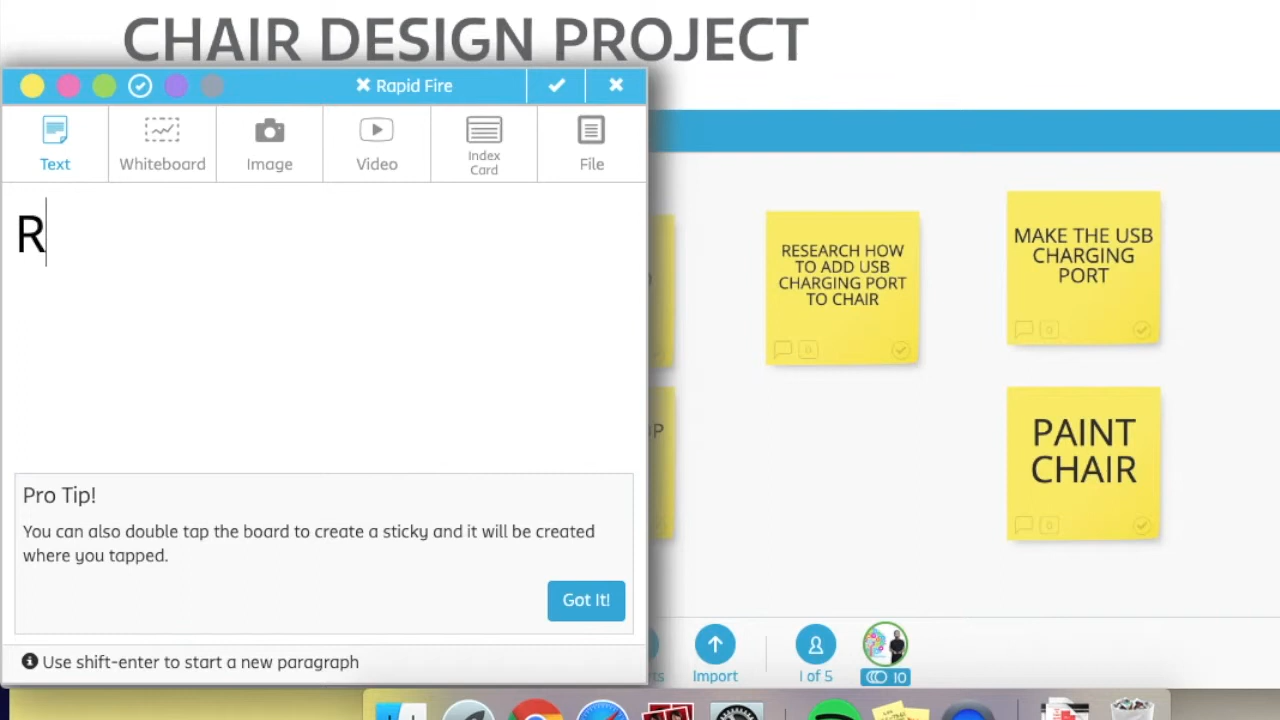 CHAIR DESIGN PROJECT
Rapid Fire
Text
Whiteboard
Image
Video
Index
Card
File
R
Pro Tip!
You can also double tap the board to create a sticky and it will be created
where you tapped.
Got It!
Use shift-enter to start a new paragraph
RESEARCH HOW
TO ADD USB
CHARGING PORT
TO CHAIR
0
MAKE THE USB
CHARGING
PORT
0
PAINT
CHAIR
0
Import
1 of 5
10